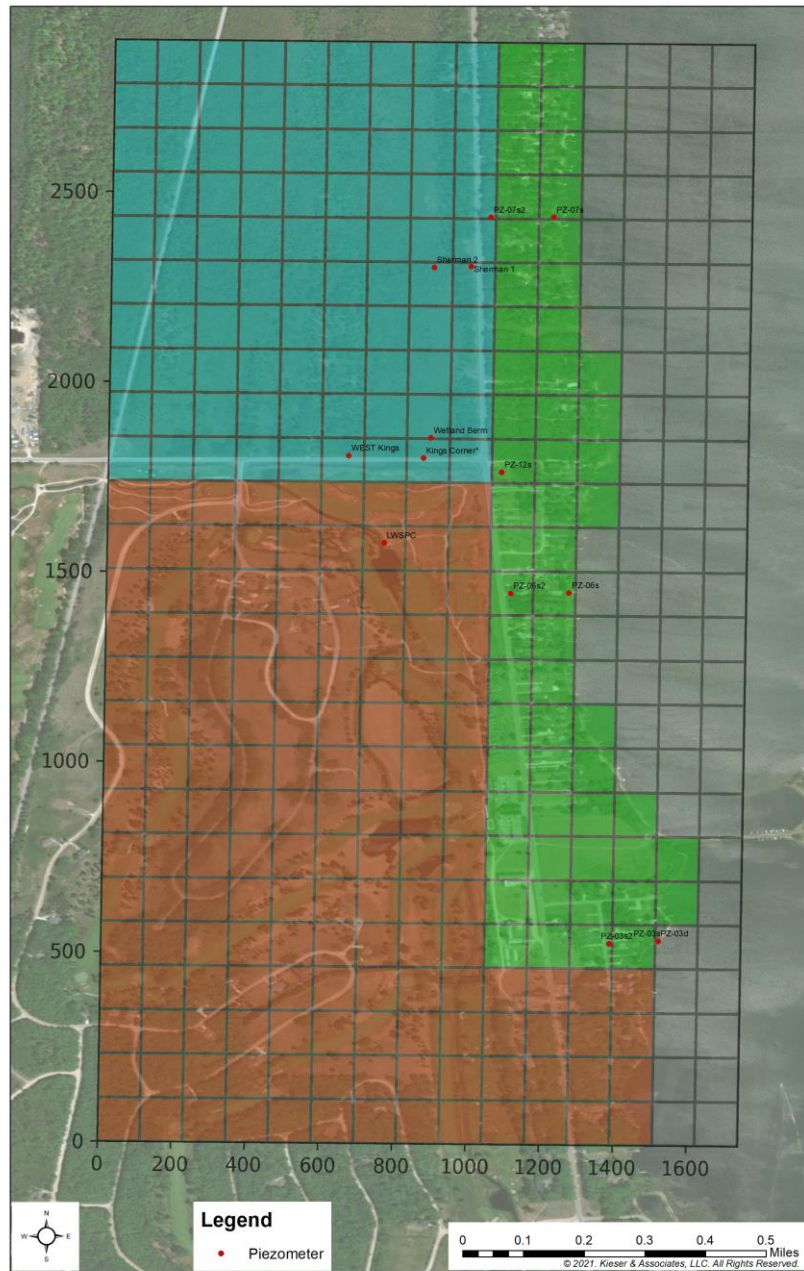 2500
PZ-07s2
PZ-07s
Sherman 2
Sherman 1
2000
Wetland Berm
WEST Kings
Kings Corner"
PZ-12s
LWSPC
1500
PZ-06s2
PZ-06s
1000
500
PZ-03s2
PZ-03sPZ-03d
0
0
200
400
600
800
1000
1200
1400
1600
N
W
E
S
Legend
Piezometer
0
0.1
0.2
0.3
0.4
0.5
Miles
© 2021. Kieser & Associates, LLC. All Rights Reserved.